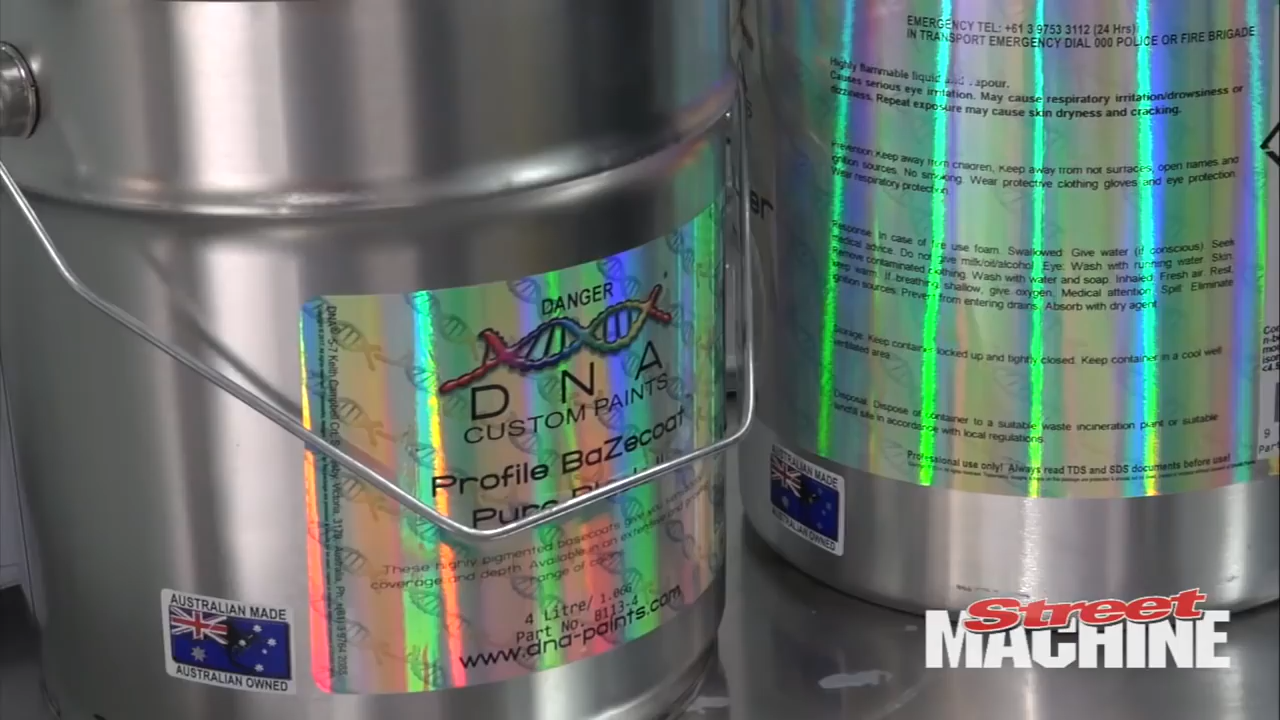 DANGER
DNA
CUSTOM PAINTS
Profile BaZecoat
These highly pigmented basecoats give you
coverage and depth. Available in an extensive
range of
4 Litre/ 1.06G
Part No. B113-4
www.dna-paints.com
AUSTRALIAN MADE
AUSTRALIAN OWNED
EMERGENCY TEL: +61 3 9753 3112 (24 Hrs)
IN TRANSPORT EMERGENCY DIAL 000 POLICE OR FIRE BRIGADE
Highly flammable liquid and vapour.
Causes serious eye irritation. May cause respiratory irritation/drowsiness or
dizziness. Repeat exposure may cause skin dryness and cracking.
Prevention: Keep away from children. Keep away from hot surfaces, open flames and
ignition sources. No smoking. Wear protective clothing gloves and eye protection.
Wear respiratory protection.
Response: In case of fire use foam. Swallowed: Give water (if conscious) Seek
medical advice. Do not give milk/oil/alcohol. Eye: Wash with running water. Skin:
Remove contaminated clothing. Wash with water and soap. Inhaled: Fresh air. Rest,
keep warm. If breathing shallow, give oxygen. Medical attention. Spill: Eliminate
ignition sources. Prevent from entering drains. Absorb with dry agent
Storage: Keep container locked up and tightly closed. Keep container in a cool well
ventilated area.
Disposal: Dispose of container to a suitable waste incineration plant or suitable
landfill site in accordance with local regulations.
Professional use only! Always read TDS and SDS documents before use!
AUSTRALIAN MADE
AUSTRALIAN OWNED
Street
MACHINE